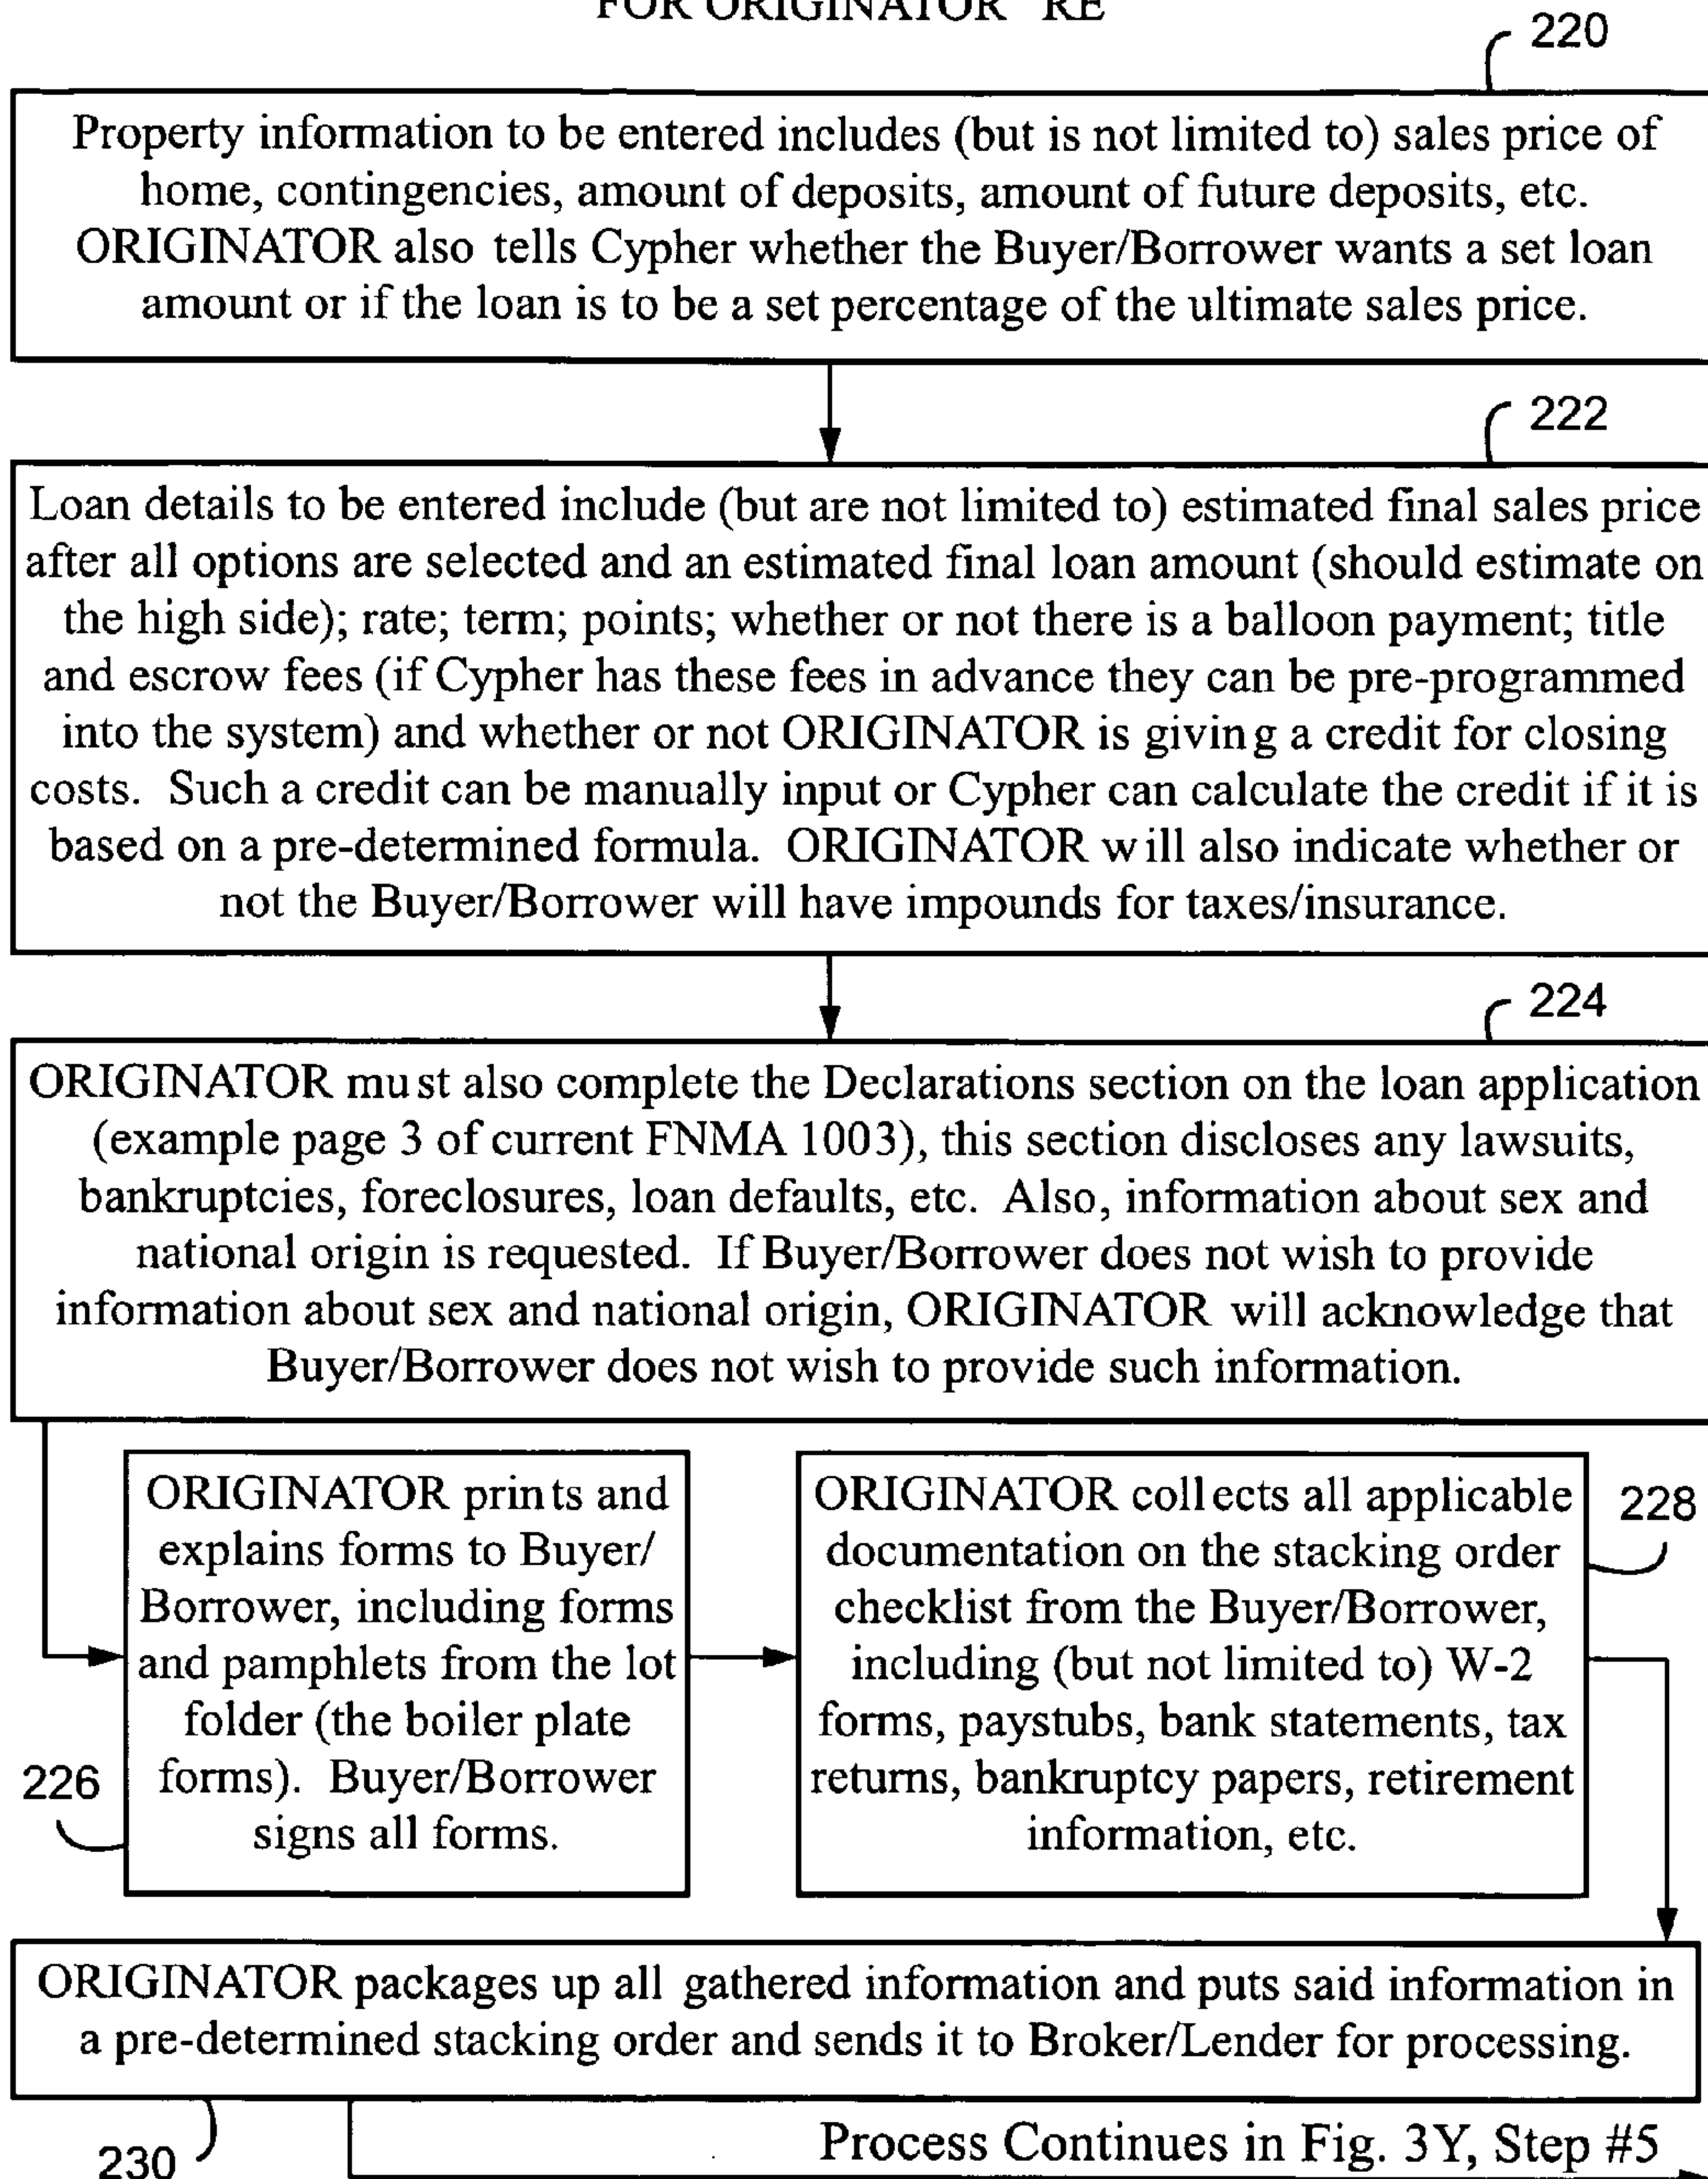 FOR ORIGINATOR RE
220
Property information to be entered includes (but is not limited to) sales price of
home, contingencies, amount of deposits, amount of future deposits, etc.
ORIGINATOR also tells Cypher whether the Buyer/Borrower wants a set loan
amount or if the loan is to be a set percentage of the ultimate sales price.
222
Loan details to be entered include (but are not limited to) estimated final sales price
after all options are selected and an estimated final loan amount (should estimate on
the high side); rate; term; points; whether or not there is a balloon payment; title
and escrow fees (if Cypher has these fees in advance they can be pre-programmed
into the system) and whether or not ORIGINATOR is giving a credit for closing
costs. Such a credit can be manually input or Cypher can calculate the credit if it is
based on a pre-determined formula. ORIGINATOR will also indicate whether or
not the Buyer/Borrower will have impounds for taxes/insurance.
224
ORIGINATOR must also complete the Declarations section on the loan application
(example page 3 of current FNMA 1003), this section discloses any lawsuits,
bankruptcies, foreclosures, loan defaults, etc. Also, information about sex and
national origin is requested. If Buyer/Borrower does not wish to provide
information about sex and national origin, ORIGINATOR will acknowledge that
Buyer/Borrower does not wish to provide such information.
ORIGINATOR prints and
explains forms to Buyer/
Borrower, including forms
and pamphlets from the lot
folder (the boiler plate
forms). Buyer/Borrower
signs all forms.
226
ORIGINATOR collects all applicable
documentation on the stacking order
checklist from the Buyer/Borrower,
including (but not limited to) W-2
forms, paystubs, bank statements, tax
returns, bankruptcy papers, retirement
information, etc.
228
ORIGINATOR packages up all gathered information and puts said information in
a pre-determined stacking order and sends it to Broker/Lender for processing.
230
Process Continues in Fig. 3Y, Step #5